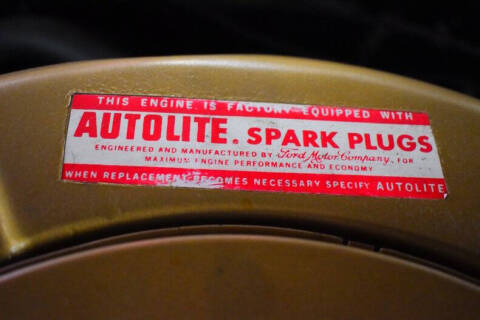 THIS ENGINE IS FACTORY EQUIPPED WITH
AUTOLITE® SPARK PLUGS
ENGINEERED AND MANUFACTURED BY Ford Motor Company, FOR
MAXIMUM ENGINE PERFORMANCE AND ECONOMY
WHEN REPLACEMENT BECOMES NECESSARY SPECIFY AUTOLITE